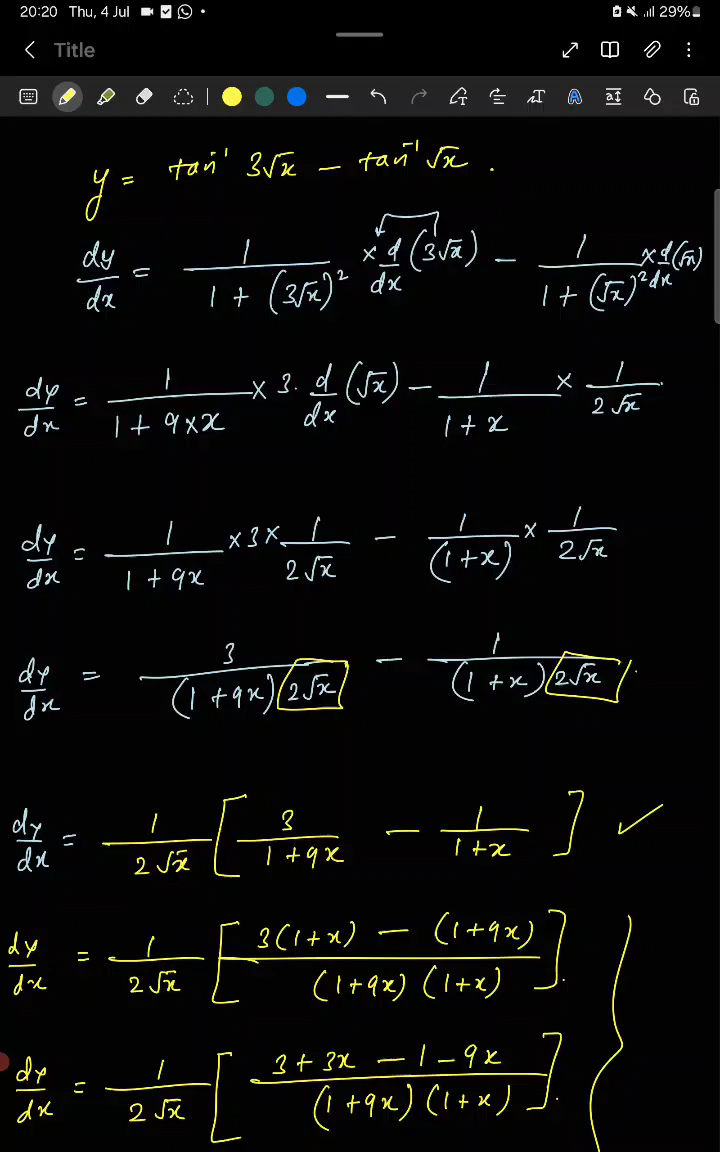 20:20 Thu, 4 Jul 29%
Title
y = tan⁻¹ 3√x – tan⁻¹ √x .
dy/dx = 1/(1 + (3√x)²) × d/dx (3√x) – 1/(1 + (√x)²) × d/dx (√x)
dy/dx = 1/(1 + 9×x) × 3 · d/dx (√x) – 1/(1 + x) × 1/(2√x) .
dy/dx = 1/(1 + 9x) × 3 × 1/(2√x) – 1/(1+x) × 1/(2√x)
dy/dx = 3/((1 + 9x) 2√x) – 1/((1 + x) 2√x) .
dy/dx = 1/(2√x) [ 3/(1 + 9x) – 1/(1+x) ] ✓
dy/dx = 1/(2√x) [ (3(1+x) – (1+9x))/((1+9x) (1+x)) ] .
dy/dx = 1/(2√x) [ (3 + 3x – 1 – 9x)/((1+9x) (1+x)) ] .